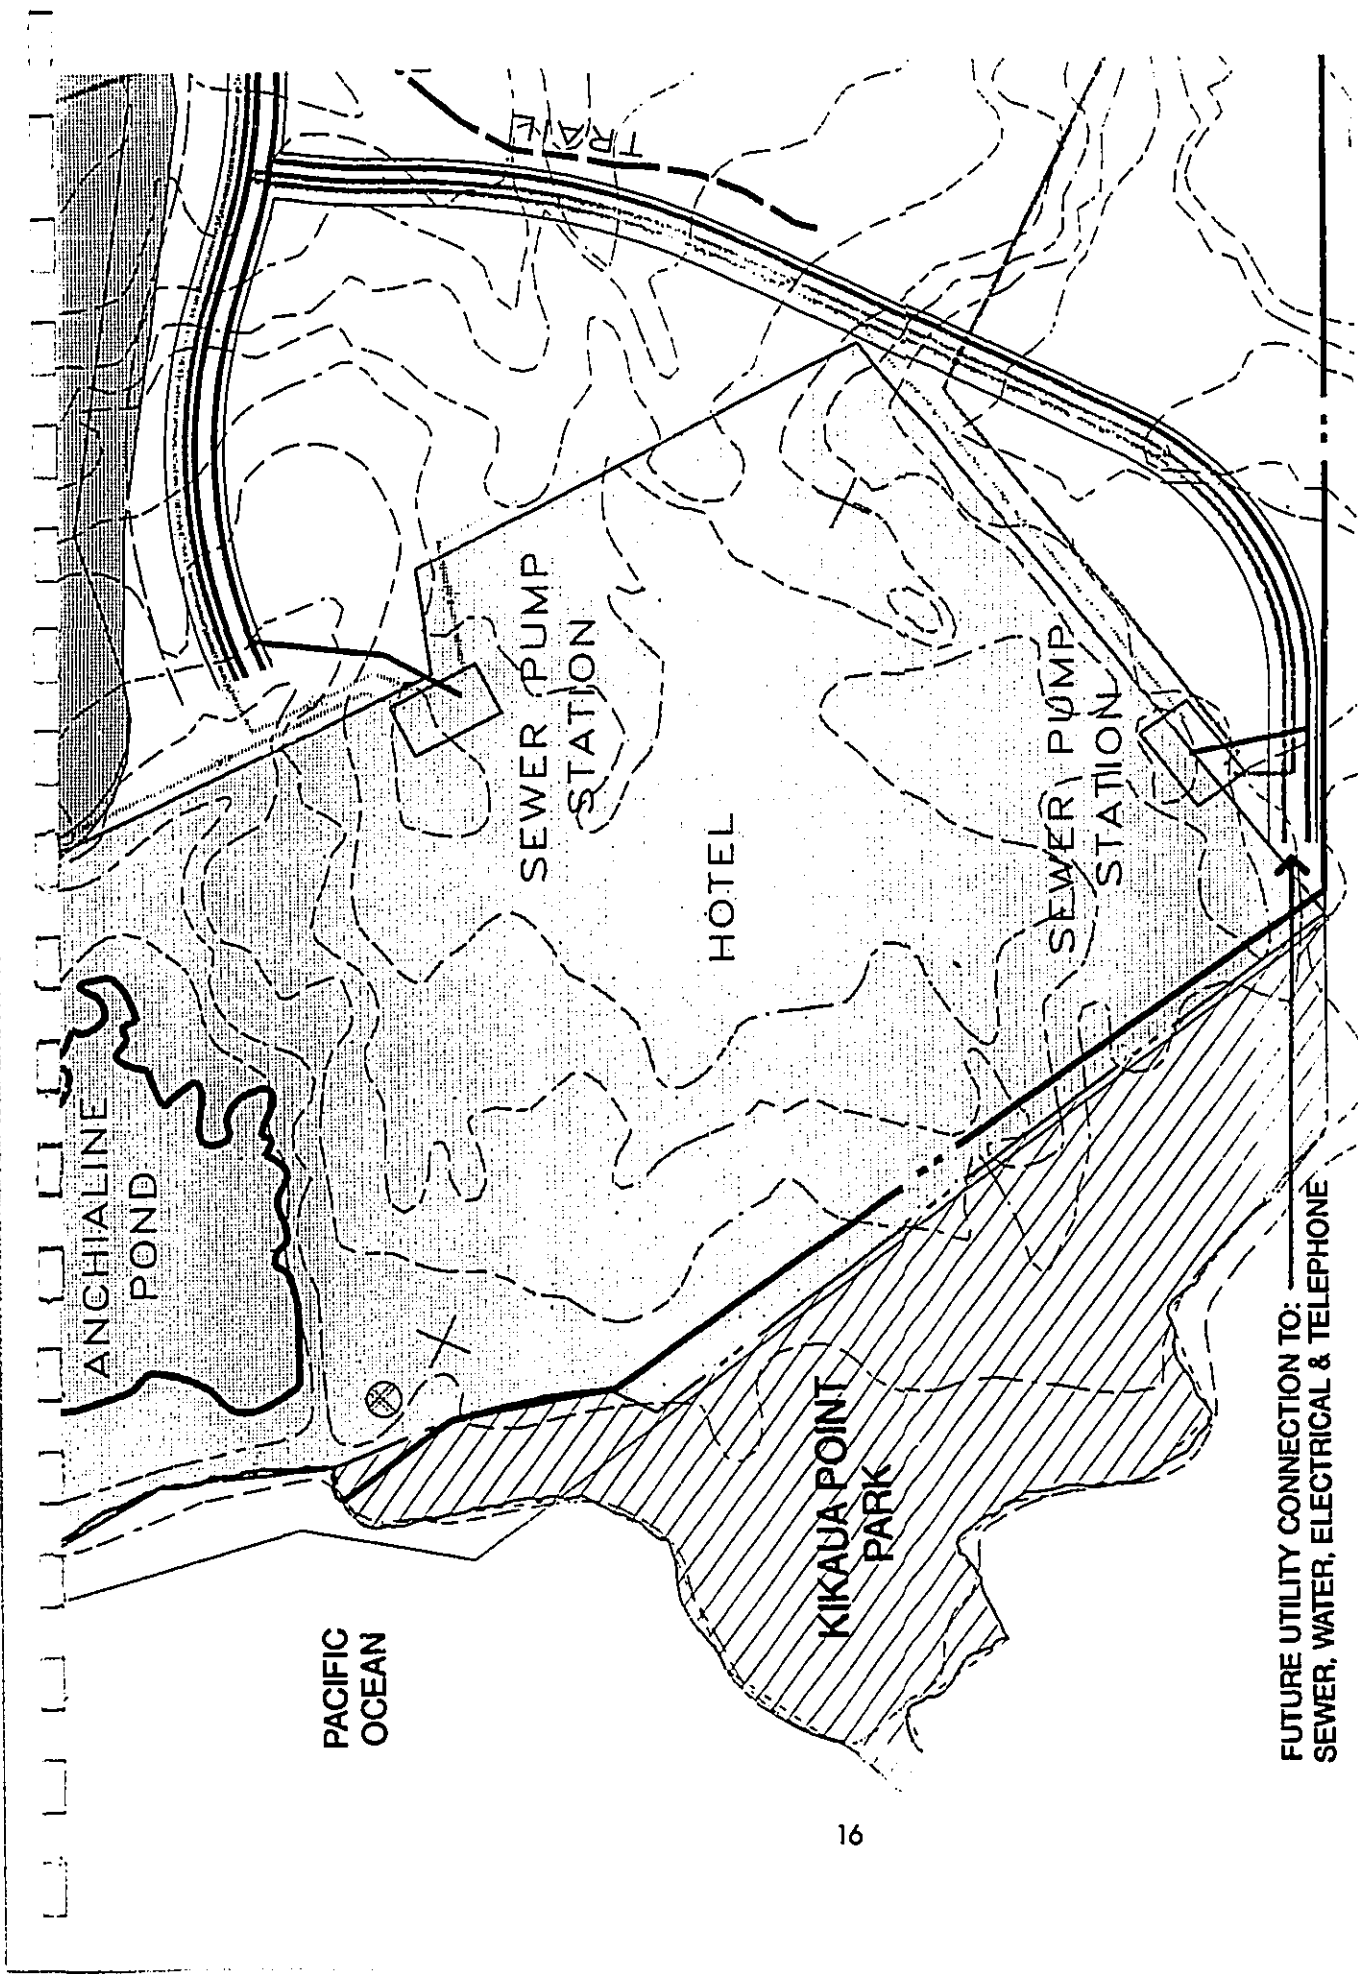 ANCHIALINE
POND
TRAIL
SEWER PUMP
STATION
HOTEL
SEWER PUMP
STATION
PACIFIC
OCEAN
KIKAUA POINT
PARK
FUTURE UTILITY CONNECTION TO:
SEWER, WATER, ELECTRICAL & TELEPHONE
16